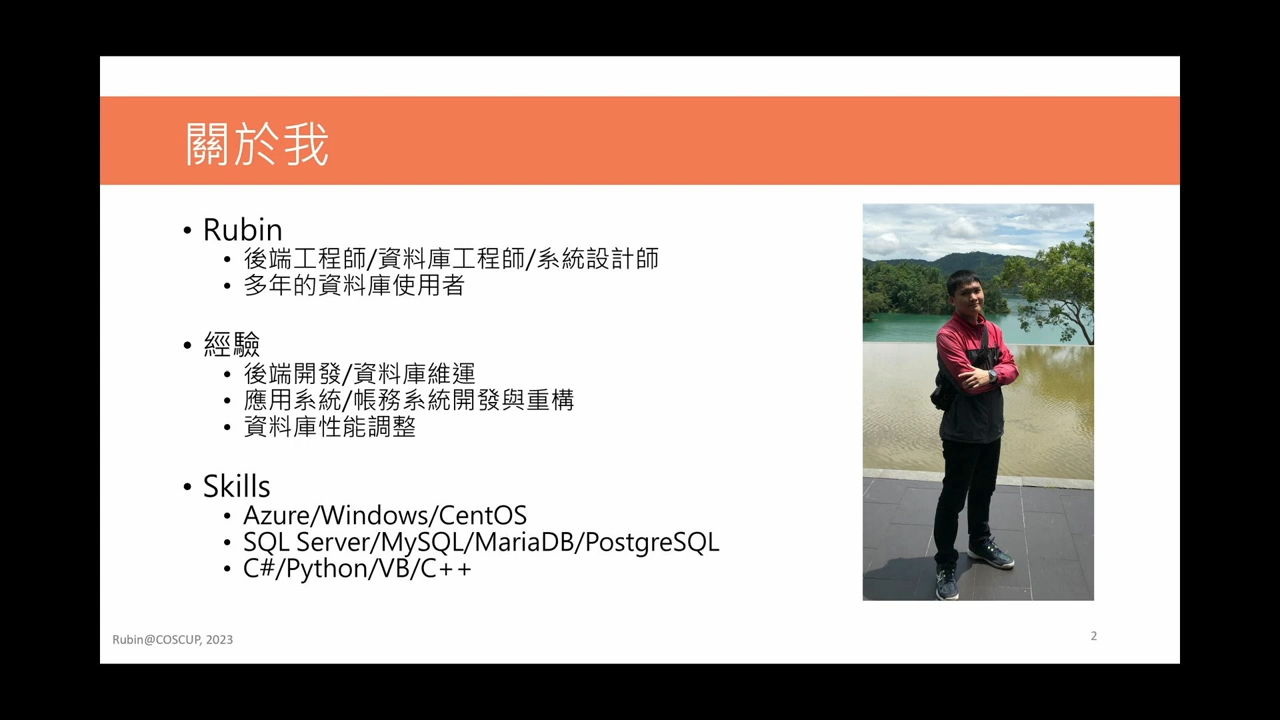 關於我
• Rubin
• 後端工程師/資料庫工程師/系統設計師
• 多年的資料庫使用者
• 經驗
• 後端開發/資料庫維運
• 應用系統/帳務系統開發與重構
• 資料庫性能調整
• Skills
• Azure/Windows/CentOS
• SQL Server/MySQL/MariaDB/PostgreSQL
• C#/Python/VB/C++
Rubin@COSCUP, 2023
2